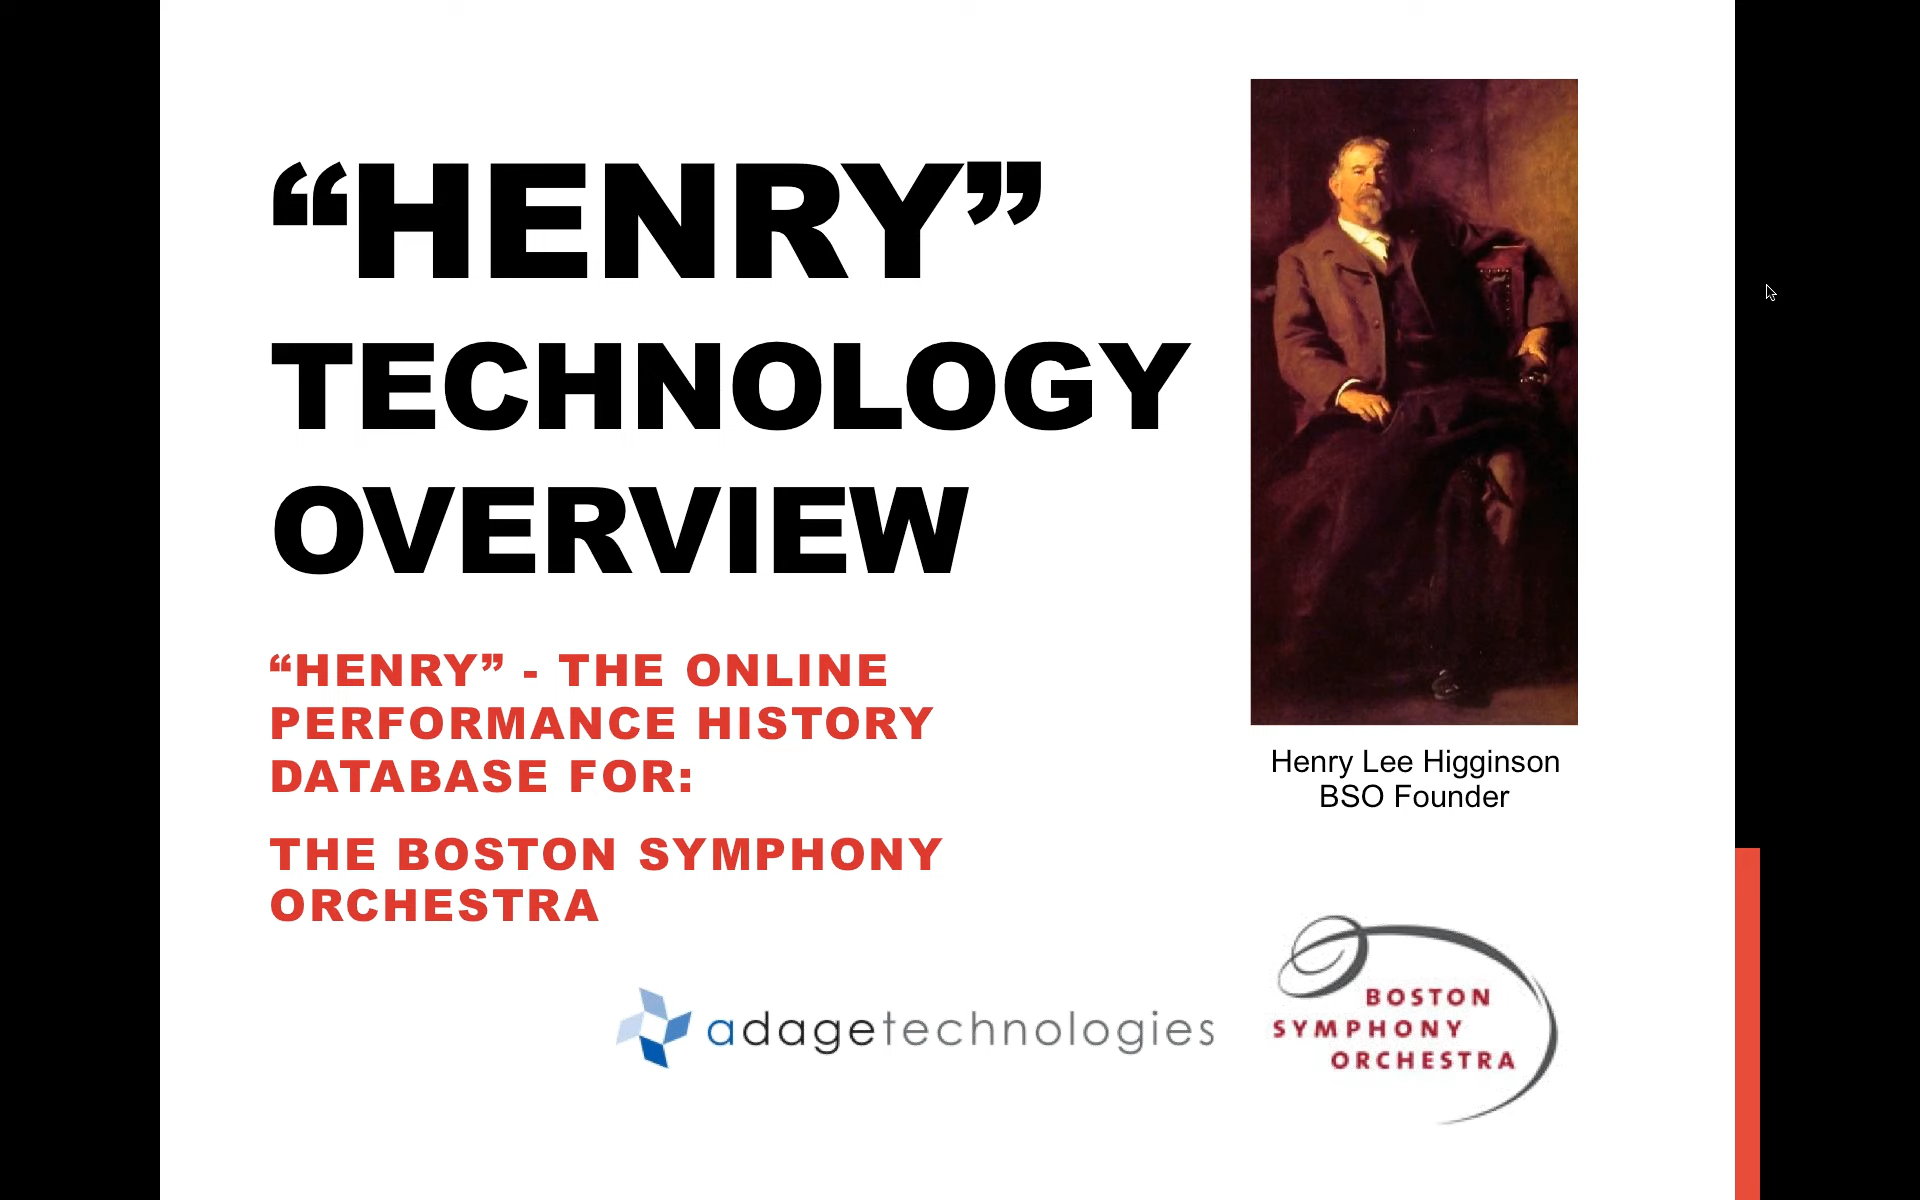 “HENRY”
TECHNOLOGY
OVERVIEW
“HENRY” - THE ONLINE
PERFORMANCE HISTORY
DATABASE FOR:
THE BOSTON SYMPHONY
ORCHESTRA
Henry Lee Higginson
BSO Founder
adagetechnologies
BOSTON
SYMPHONY
ORCHESTRA